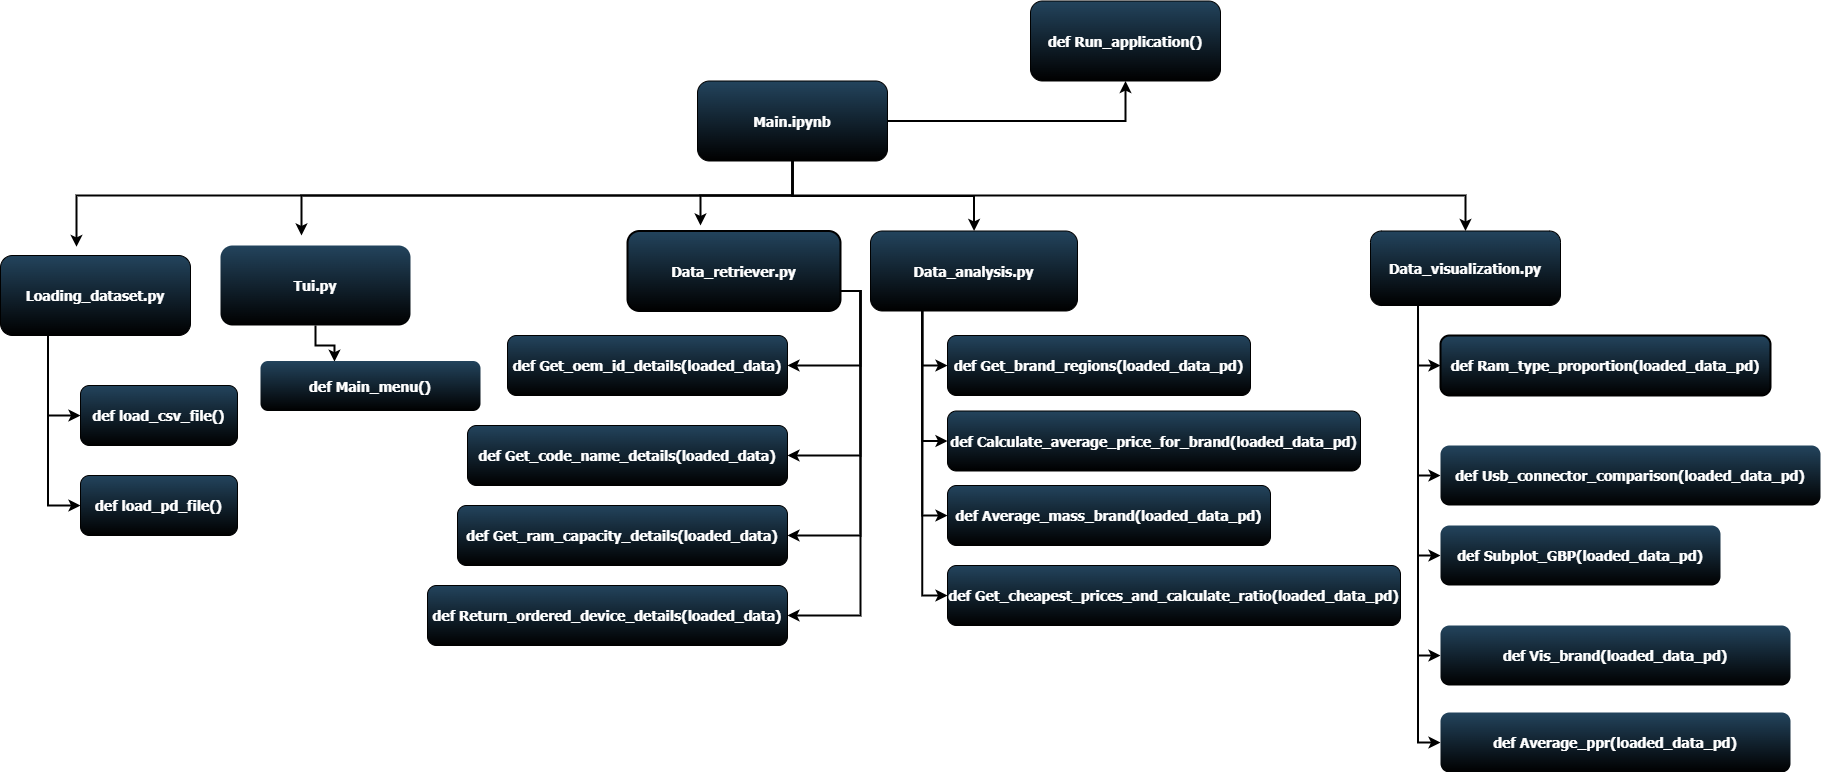 def Run_application()
Main.ipynb
Loading_dataset.py
Tui.py
Data_retriever.py
Data_analysis.py
Data_visualization.py
def load_csv_file()
def load_pd_file()
def Main_menu()
def Get_oem_id_details(loaded_data)
def Get_code_name_details(loaded_data)
def Get_ram_capacity_details(loaded_data)
def Return_ordered_device_details(loaded_data)
def Get_brand_regions(loaded_data_pd)
def Calculate_average_price_for_brand(loaded_data_pd)
def Average_mass_brand(loaded_data_pd)
def Get_cheapest_prices_and_calculate_ratio(loaded_data_pd)
def Ram_type_proportion(loaded_data_pd)
def Usb_connector_comparison(loaded_data_pd)
def Subplot_GBP(loaded_data_pd)
def Vis_brand(loaded_data_pd)
def Average_ppr(loaded_data_pd)